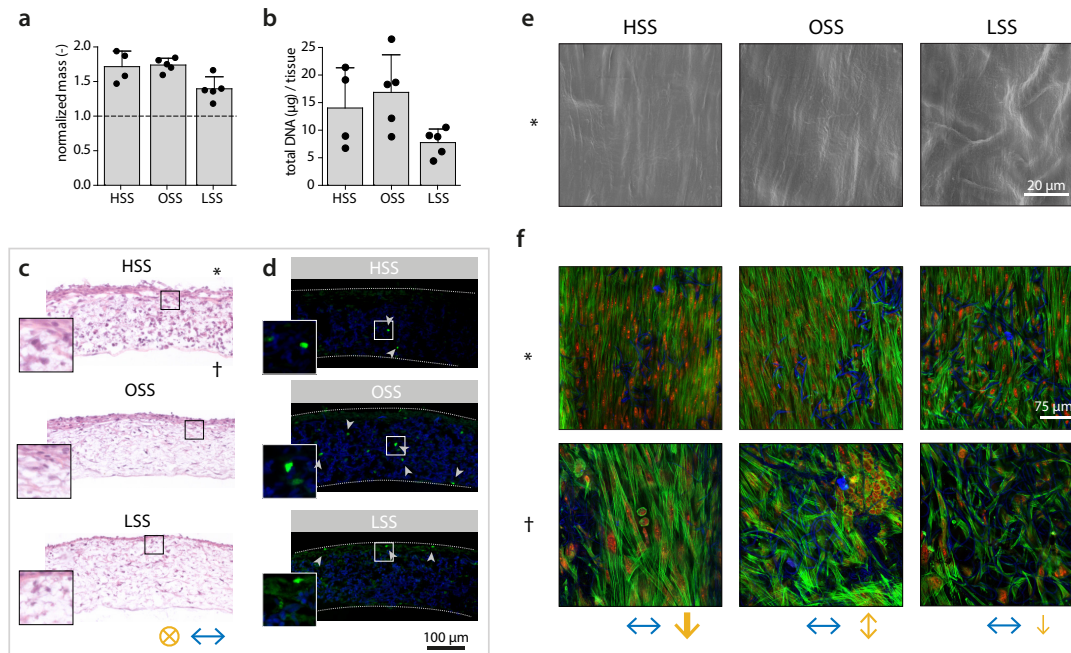 a
normalized mass (-)
2.0
1.5
1.0
0.5
0.0
HSS OSS LSS
b
total DNA (µg) / tissue
25
20
15
10
5
0
HSS OSS LSS
e
HSS OSS LSS
*
20 µm
c
HSS
*
†
OSS
LSS
d
HSS
OSS
LSS
100 µm
f
*
75 µm
†